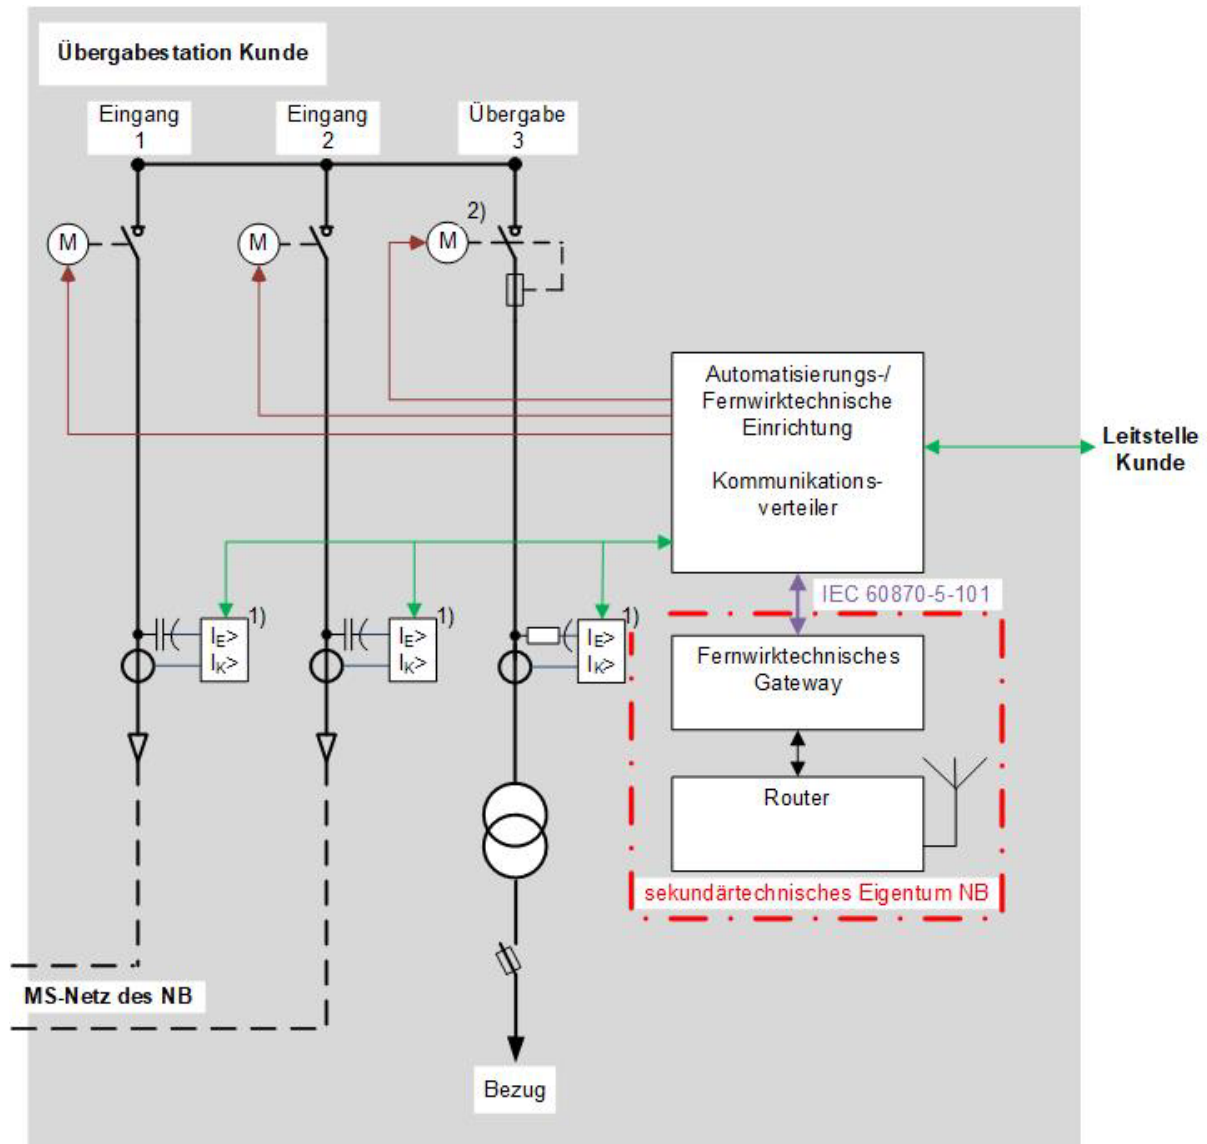 Übergabestation Kunde
Eingang
1
Eingang
2
Übergabe
3
M
M
2)
M
Automatisierungs-/
Fernwirktechnische
Einrichtung
Kommunikations-
verteiler
Leitstelle
Kunde
IEC 60870-5-101
1)
IE>
IK>
1)
IE>
IK>
1)
IE>
IK>
Fernwirktechnisches
Gateway
Router
sekundärtechnisches Eigentum NB
MS-Netz des NB
Bezug